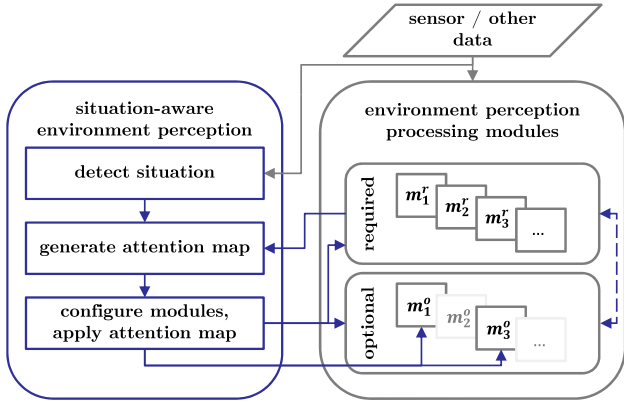 sensor / other
data
situation-aware
environment perception
detect situation
generate attention map
configure modules,
apply attention map
environment perception
processing modules
required
m₁ʳ
m₂ʳ
m₃ʳ
...
optional
m₁ᵒ
m₂ᵒ
m₃ᵒ
...